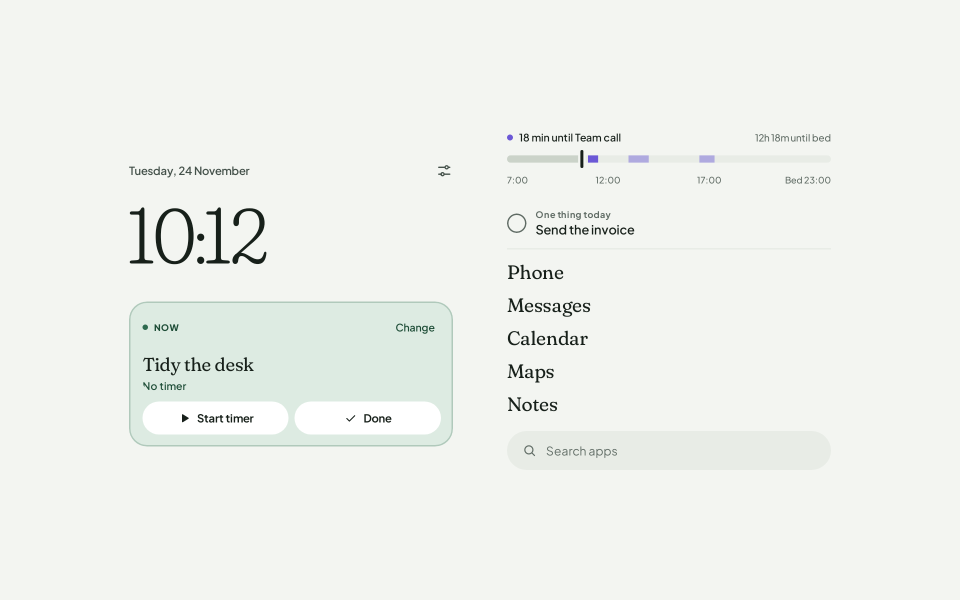 Tuesday, 24 November
10:12
NOW
Change
Tidy the desk
No timer
Start timer
Done
18 min until Team call
12h 18m until bed
7:00
12:00
17:00
Bed 23:00
One thing today
Send the invoice
Phone
Messages
Calendar
Maps
Notes
Search apps